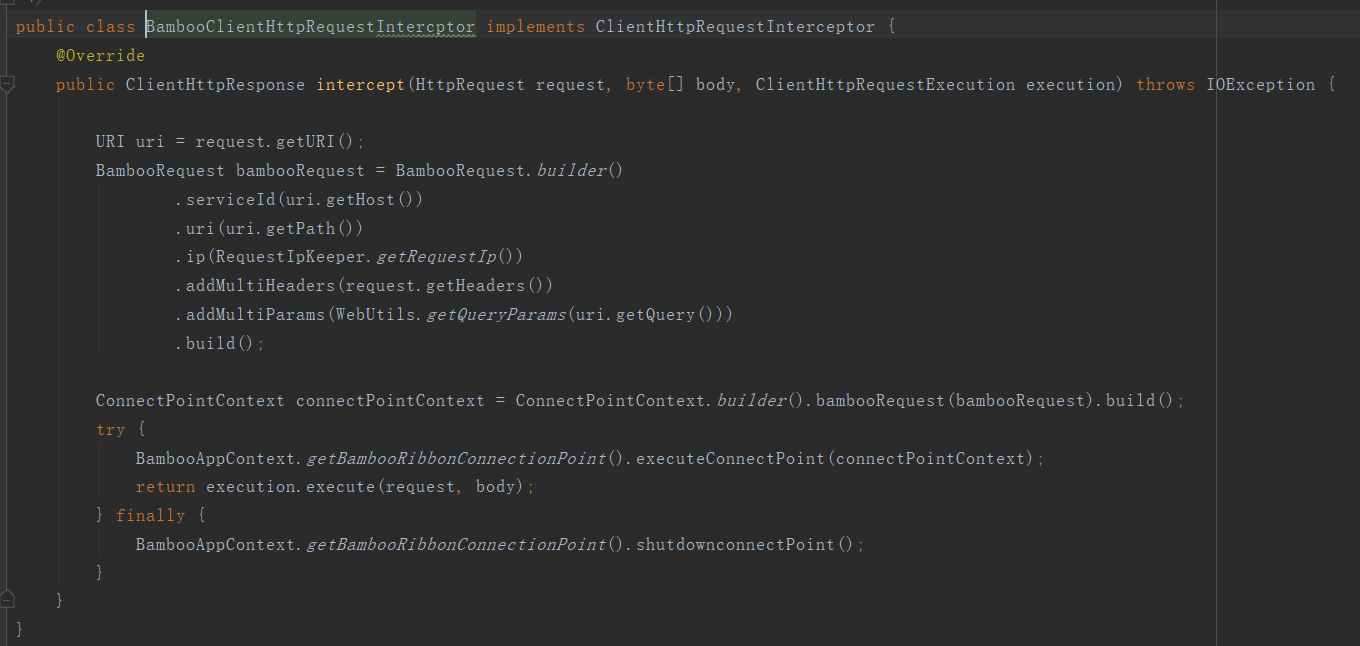 */
public class BambooClientHttpRequestIntercptor implements ClientHttpRequestInterceptor {
@Override
public ClientHttpResponse intercept(HttpRequest request, byte[] body, ClientHttpRequestExecution execution) throws IOException {
URI uri = request.getURI();
BambooRequest bambooRequest = BambooRequest.builder()
.serviceId(uri.getHost())
.uri(uri.getPath())
.ip(RequestIpKeeper.getRequestIp())
.addMultiHeaders(request.getHeaders())
.addMultiParams(WebUtils.getQueryParams(uri.getQuery()))
.build();
ConnectPointContext connectPointContext = ConnectPointContext.builder().bambooRequest(bambooRequest).build();
try {
BambooAppContext.getBambooRibbonConnectionPoint().executeConnectPoint(connectPointContext);
return execution.execute(request, body);
} finally {
BambooAppContext.getBambooRibbonConnectionPoint().shutdownconnectPoint();
}
}
}